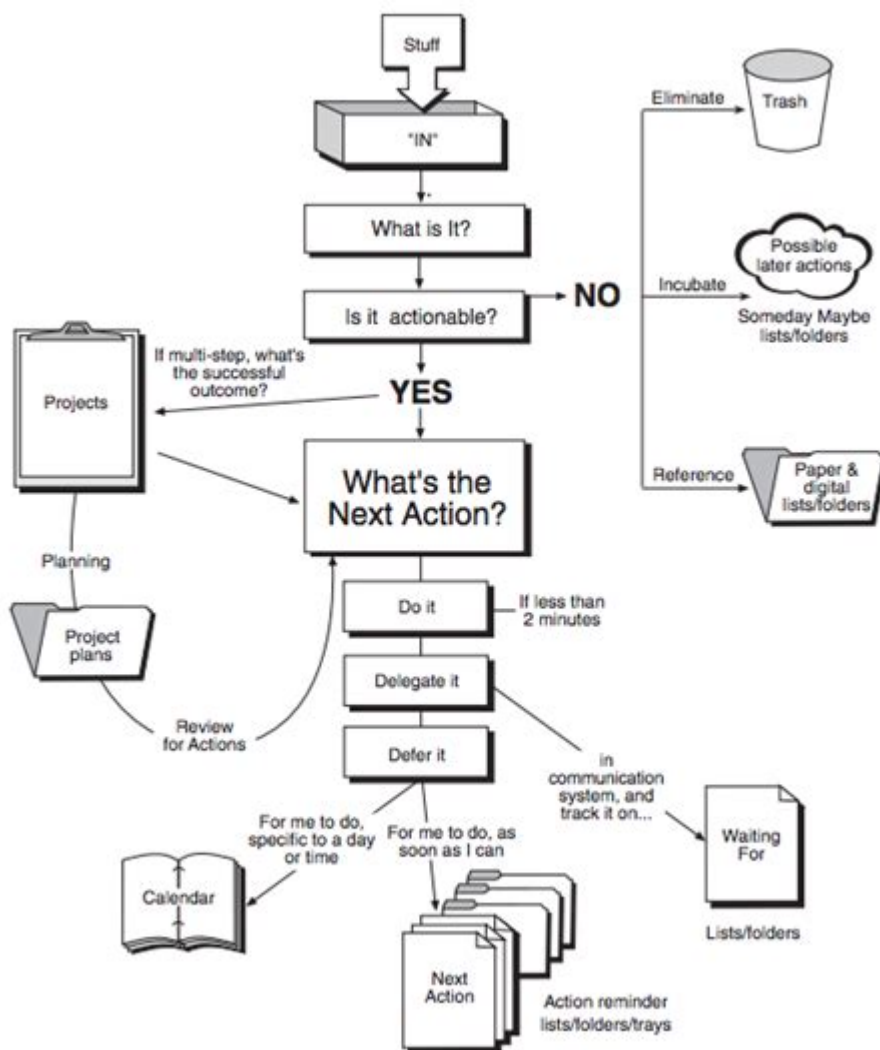 Stuff
"IN"
What is It?
Is it actionable?
NO
Eliminate
Trash
Incubate
Possible
later actions
Someday Maybe
lists/folders
Reference
Paper &
digital
lists/folders
YES
If multi-step, what's
the successful
outcome?
Projects
What's the
Next Action?
Planning
Project
plans
Review
for Actions
Do it
If less than
2 minutes
Delegate it
in
communication
system, and
track it on...
Waiting
For
Lists/folders
Defer it
For me to do,
specific to a day
or time
Calendar
For me to do, as
soon as I can
Next
Action
Action reminder
lists/folders/trays